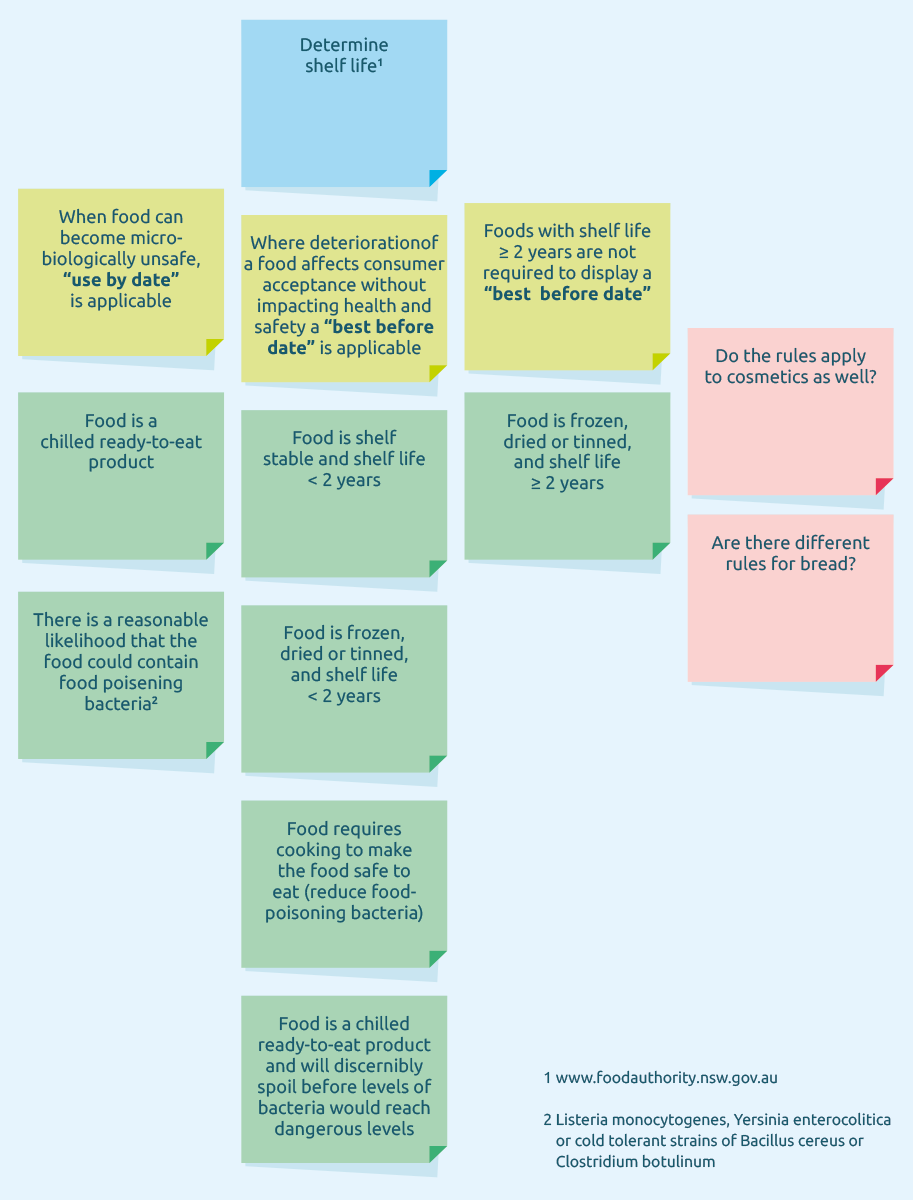 Determine
shelf life¹
When food can
become micro-
biologically unsafe,
“use by date”
is applicable
Where deteriorationof
a food affects consumer
acceptance without
impacting health and
safety a “best before
date” is applicable
Foods with shelf life
≥ 2 years are not
required to display a
“best  before date”
Do the rules apply
to cosmetics as well?
Food is a
chilled ready-to-eat
product
Food is shelf
stable and shelf life
< 2 years
Food is frozen,
dried or tinned,
and shelf life
≥ 2 years
Are there different
rules for bread?
There is a reasonable
likelihood that the
food could contain
food poisening
bacteria²
Food is frozen,
dried or tinned,
and shelf life
< 2 years
Food requires
cooking to make
the food safe to
eat (reduce food-
poisoning bacteria)
Food is a chilled
ready-to-eat product
and will discernibly
spoil before levels of
bacteria would reach
dangerous levels
1 www.foodauthority.nsw.gov.au
2 Listeria monocytogenes, Yersinia enterocolitica
or cold tolerant strains of Bacillus cereus or
Clostridium botulinum